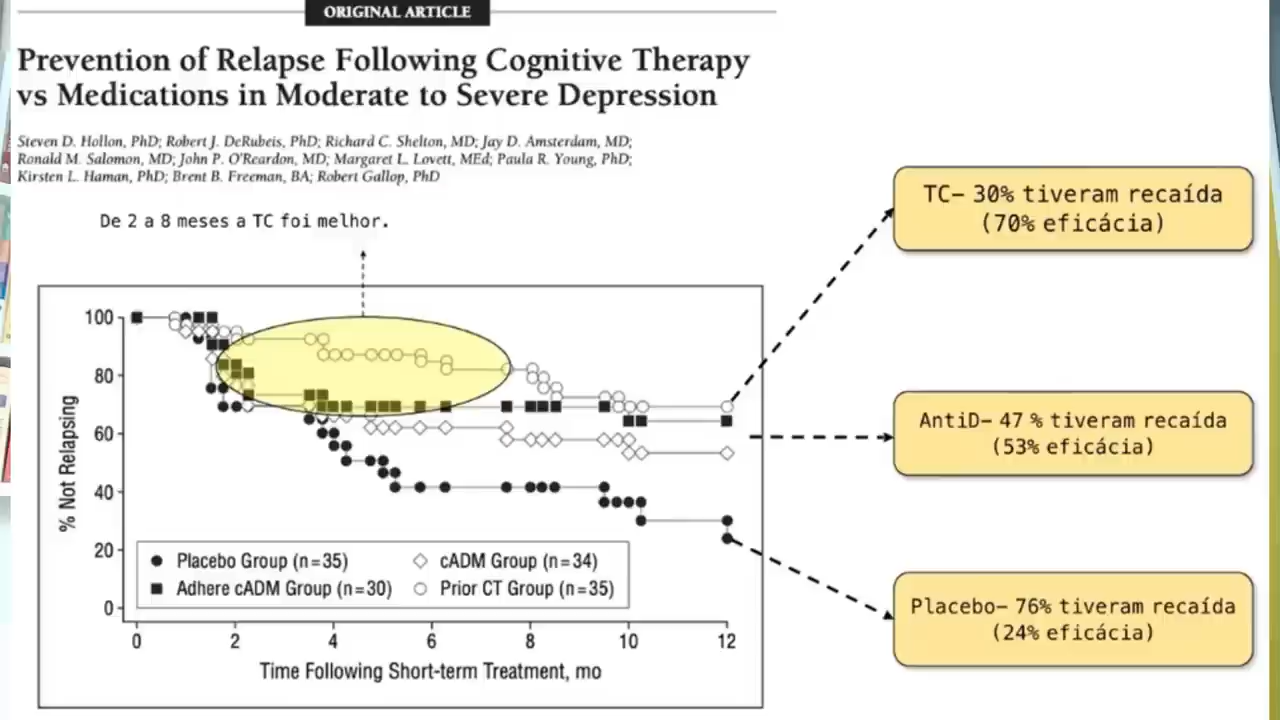 ORIGINAL ARTICLE
Prevention of Relapse Following Cognitive Therapy
vs Medications in Moderate to Severe Depression
Steven D. Hollon, PhD; Robert J. DeRubeis, PhD; Richard C. Shelton, MD; Jay D. Amsterdam, MD;
Ronald M. Salomon, MD; John P. O'Reardon, MD; Margaret L. Lovett, MEd; Paula R. Young, PhD;
Kirsten L. Haman, PhD; Brent B. Freeman, BA; Robert Gallop, PhD
De 2 a 8 meses a TC foi melhor.
TC– 30% tiveram recaída
(70% eficácia)
AntiD– 47 % tiveram recaída
(53% eficácia)
Placebo– 76% tiveram recaída
(24% eficácia)
% Not Relapsing
100
80
60
40
20
0
Placebo Group (n=35)
cADM Group (n=34)
Adhere cADM Group (n=30)
Prior CT Group (n=35)
0 2 4 6 8 10 12
Time Following Short-term Treatment, mo